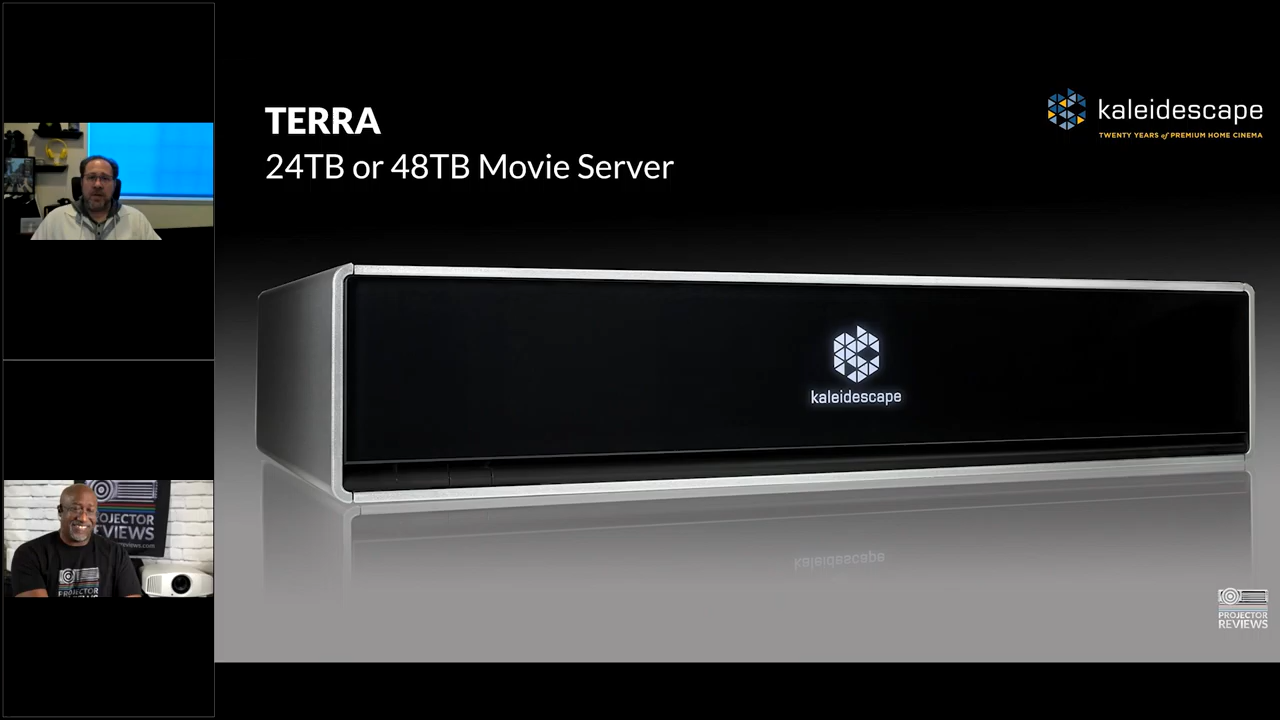 TERRA
24TB or 48TB Movie Server
kaleidescape
TWENTY YEARS of PREMIUM HOME CINEMA
kaleidescape
kaleidescape
PROJECTOR
REVIEWS
ROJECTOR
REVIEWS
PROJECTOR
REVIEWS